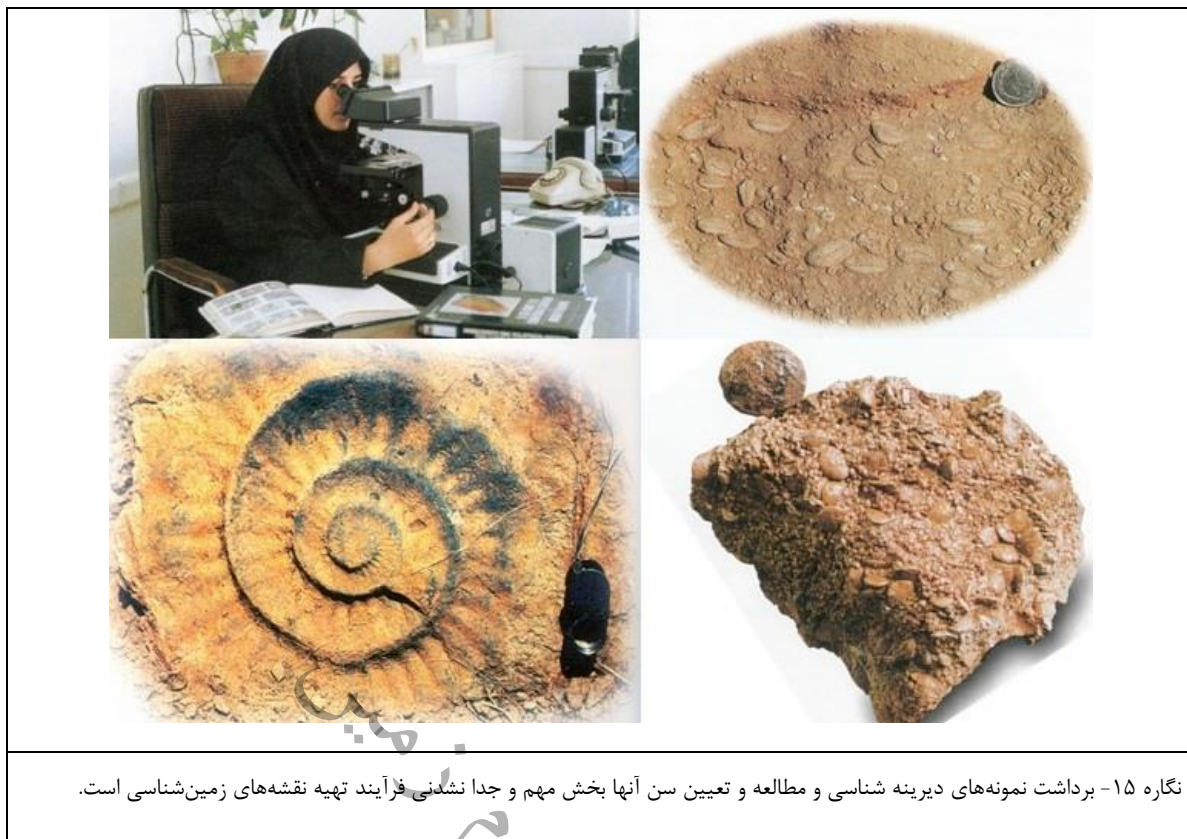 نگاره ۱۵- برداشت نمونه‌های دیرینه شناسی و مطالعه و تعیین سن آنها بخش مهم و جدا نشدنی فرآیند تهیه نقشه‌های زمین‌شناسی است.